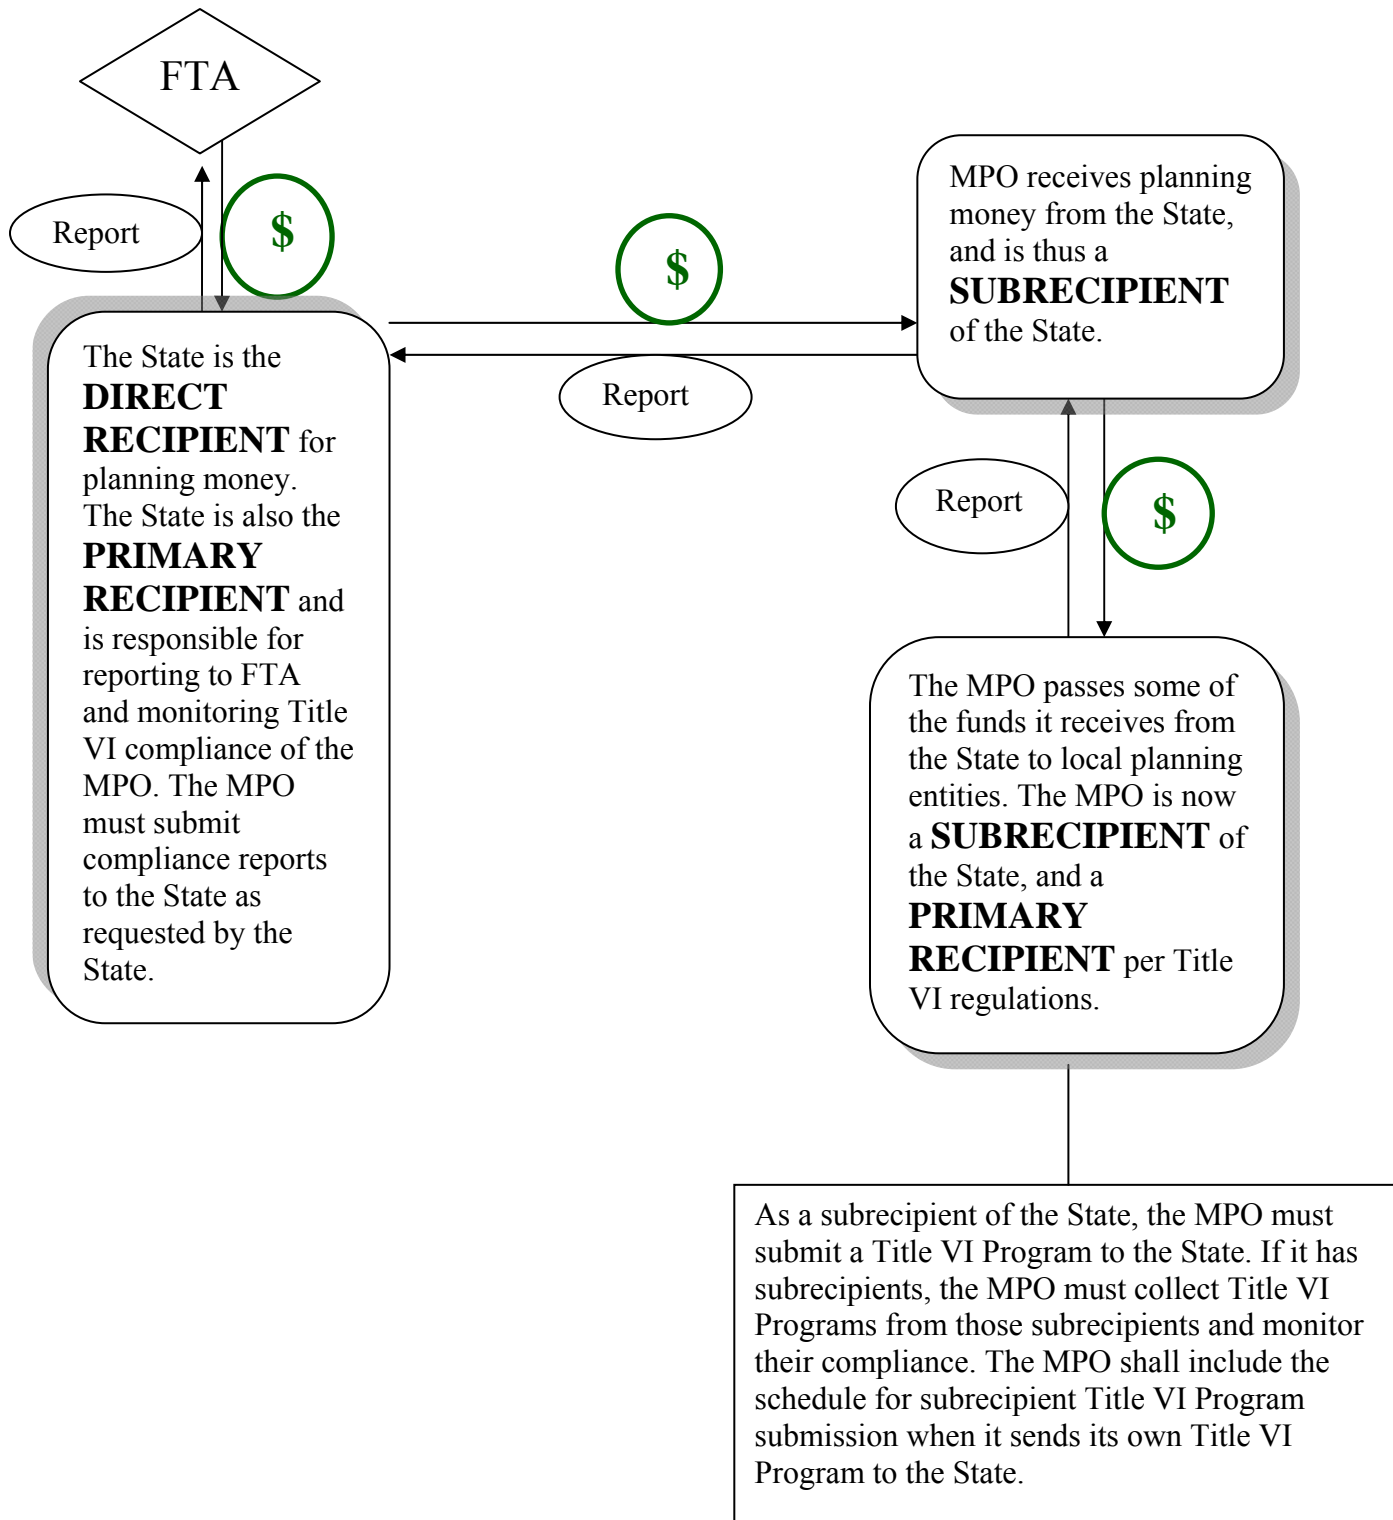 FTA
Report
$
The State is the
DIRECT
RECIPIENT for
planning money.
The State is also the
PRIMARY
RECIPIENT and
is responsible for
reporting to FTA
and monitoring Title
VI compliance of the
MPO. The MPO
must submit
compliance reports
to the State as
requested by the
State.
$
Report
MPO receives planning
money from the State,
and is thus a
SUBRECIPIENT
of the State.
Report
$
The MPO passes some of
the funds it receives from
the State to local planning
entities. The MPO is now
a SUBRECIPIENT of
the State, and a
PRIMARY
RECIPIENT per Title
VI regulations.
As a subrecipient of the State, the MPO must
submit a Title VI Program to the State. If it has
subrecipients, the MPO must collect Title VI
Programs from those subrecipients and monitor
their compliance. The MPO shall include the
schedule for subrecipient Title VI Program
submission when it sends its own Title VI
Program to the State.